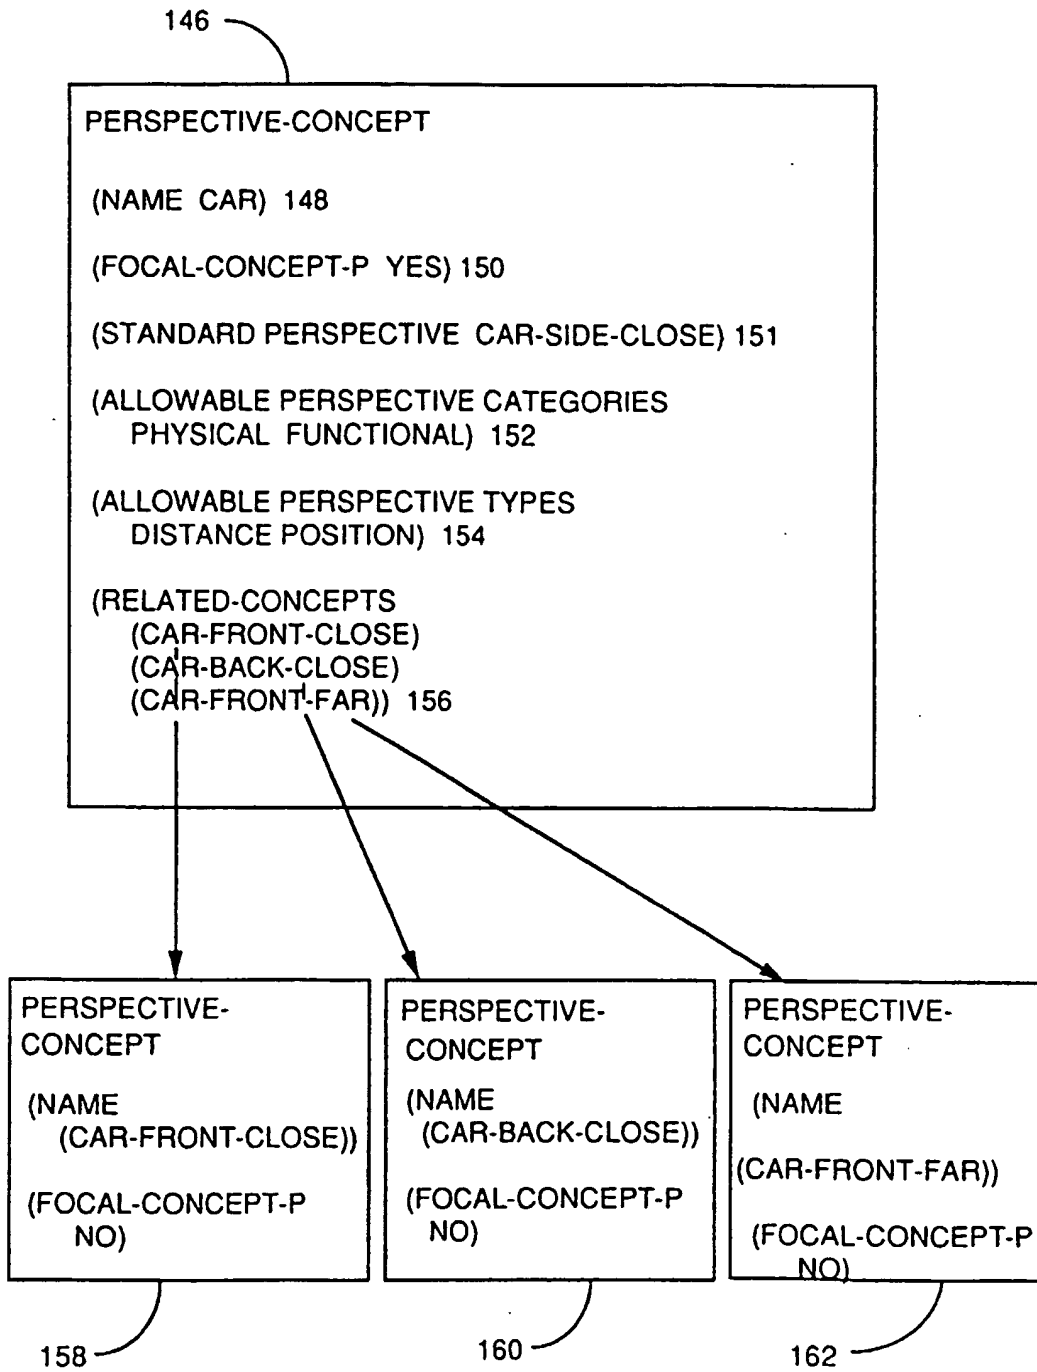 146
PERSPECTIVE-CONCEPT
(NAME CAR) 148
(FOCAL-CONCEPT-P YES) 150
(STANDARD PERSPECTIVE CAR-SIDE-CLOSE) 151
(ALLOWABLE PERSPECTIVE CATEGORIES
PHYSICAL FUNCTIONAL) 152
(ALLOWABLE PERSPECTIVE TYPES
DISTANCE POSITION) 154
(RELATED-CONCEPTS
(CAR-FRONT-CLOSE)
(CAR-BACK-CLOSE)
(CAR-FRONT-FAR)) 156
PERSPECTIVE-
CONCEPT
(NAME
(CAR-FRONT-CLOSE))
(FOCAL-CONCEPT-P
NO)
158
PERSPECTIVE-
CONCEPT
(NAME
(CAR-BACK-CLOSE))
(FOCAL-CONCEPT-P
NO)
160
PERSPECTIVE-
CONCEPT
(NAME
(CAR-FRONT-FAR))
(FOCAL-CONCEPT-P
NO)
162